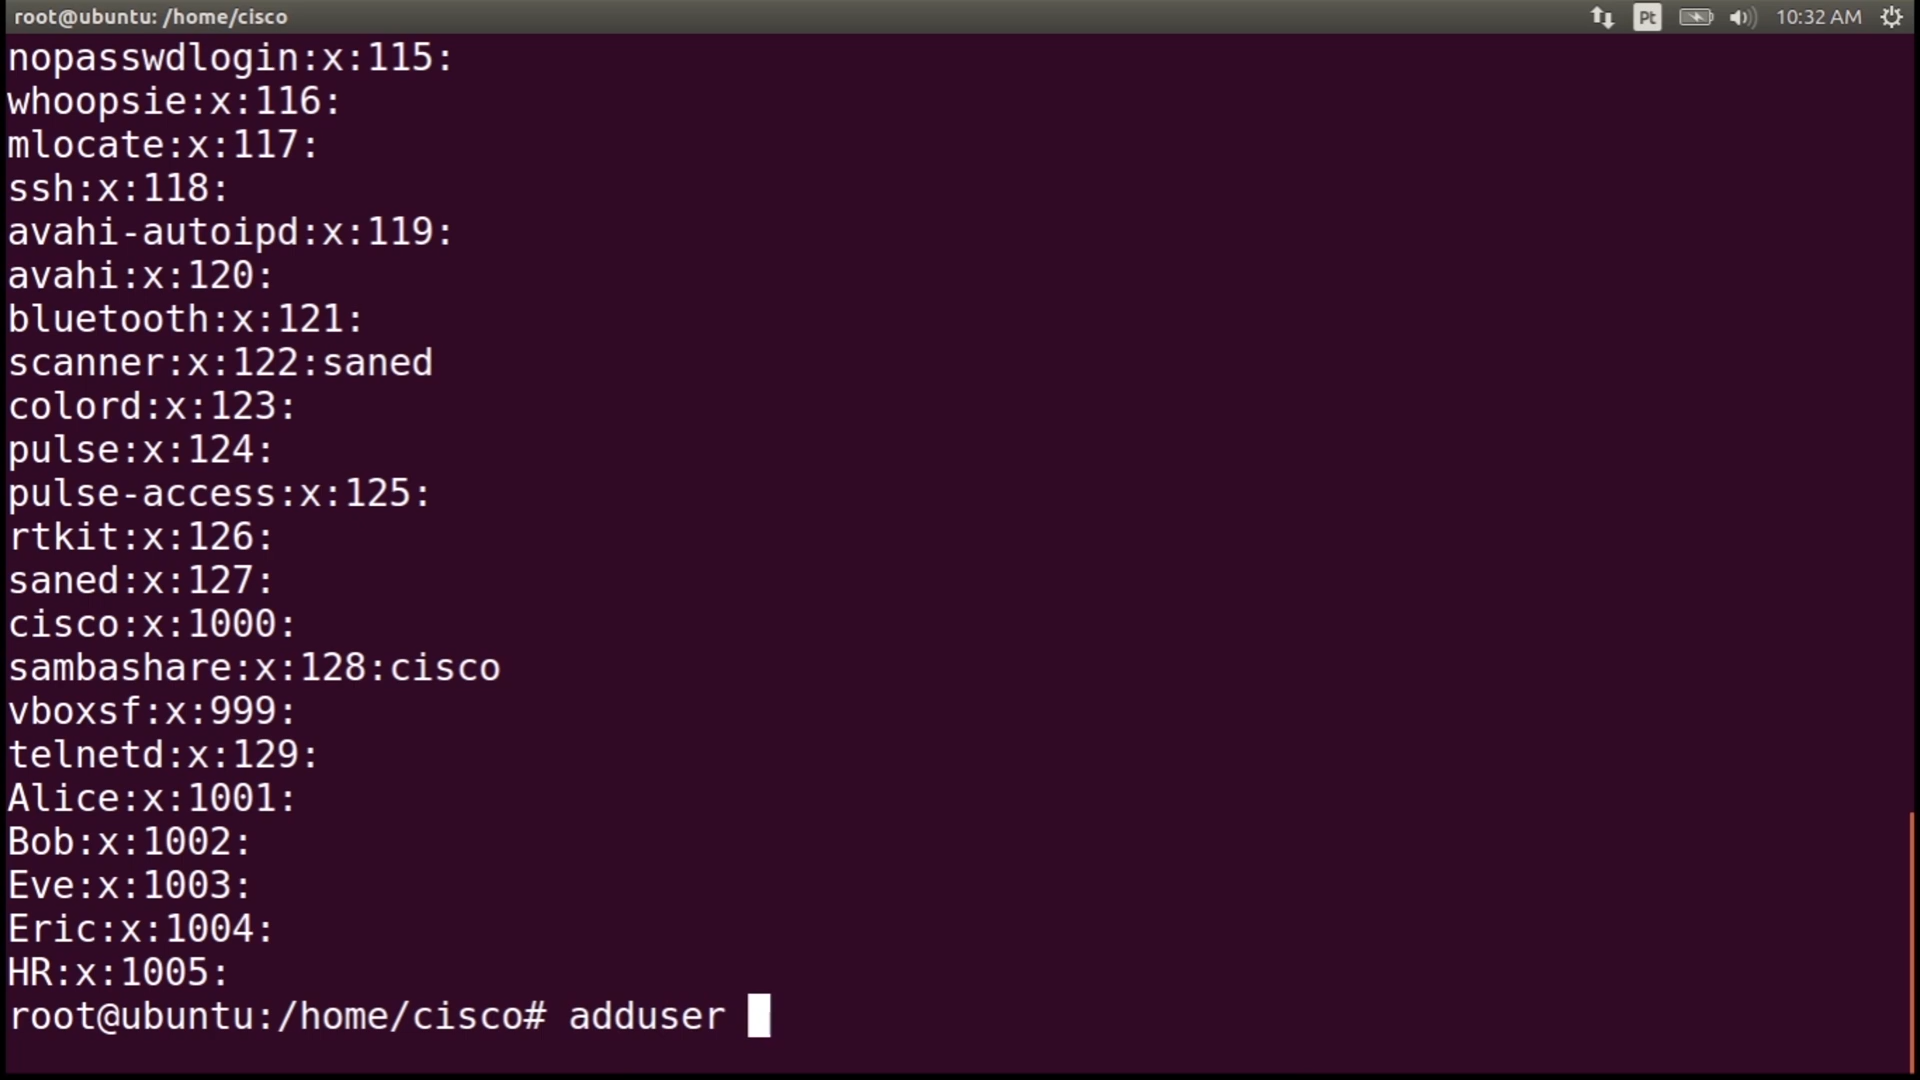 root@ubuntu: /home/cisco
Pt
10:32 AM
nopasswdlogin:x:115:
whoopsie:x:116:
mlocate:x:117:
ssh:x:118:
avahi-autoipd:x:119:
avahi:x:120:
bluetooth:x:121:
scanner:x:122:saned
colord:x:123:
pulse:x:124:
pulse-access:x:125:
rtkit:x:126:
saned:x:127:
cisco:x:1000:
sambashare:x:128:cisco
vboxsf:x:999:
telnetd:x:129:
Alice:x:1001:
Bob:x:1002:
Eve:x:1003:
Eric:x:1004:
HR:x:1005:
root@ubuntu:/home/cisco# adduser